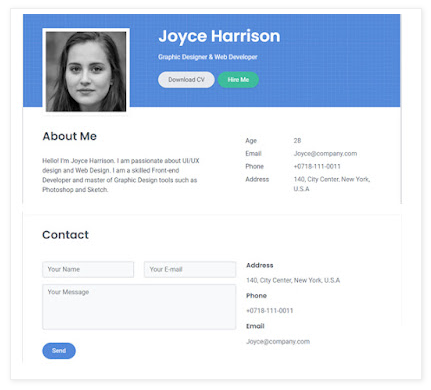 Joyce Harrison
Graphic Designer & Web Developer
Download CV
Hire Me
About Me
Hello! I'm Joyce Harrison. I am passionate about UI/UX
design and Web Design. I am a skilled Front-end
Developer and master of Graphic Design tools such as
Photoshop and Sketch.
Age 28
Email Joyce@company.com
Phone +0718-111-0011
Address 140, City Center, New York,
U.S.A
Contact
Your Name
Your E-mail
Your Message
Send
Address
140, City Center, New York, U.S.A
Phone
+0718-111-0011
Email
Joyce@company.com